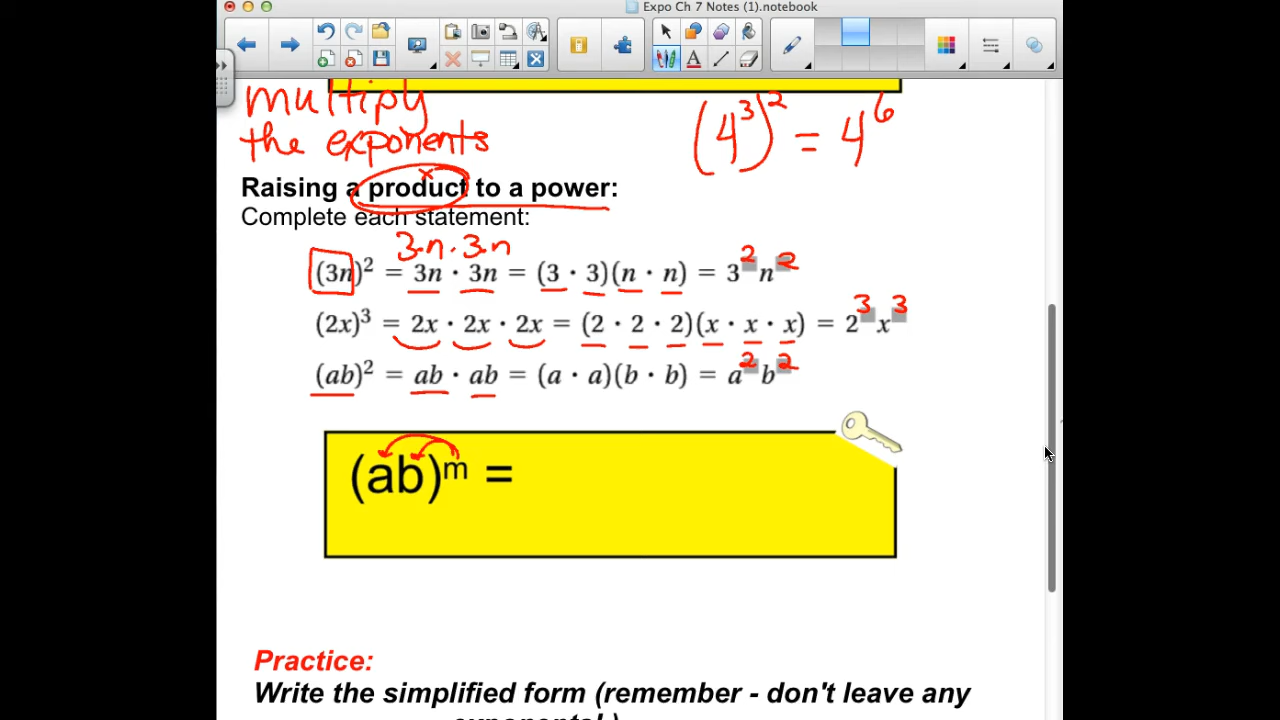 Expo Ch 7 Notes (1).notebook
multiply
the exponents
(4³)² = 4⁶
Raising a product to a power:
x
Complete each statement:
3·n · 3·n
(3n)² = 3n · 3n = (3 · 3)(n · n) = 3²n²
(2x)³ = 2x · 2x · 2x = (2 · 2 · 2)(x · x · x) = 2³x³
(ab)² = ab · ab = (a · a)(b · b) = a²b²
(ab)ᵐ =
Practice:
Write the simplified form (remember - don't leave any